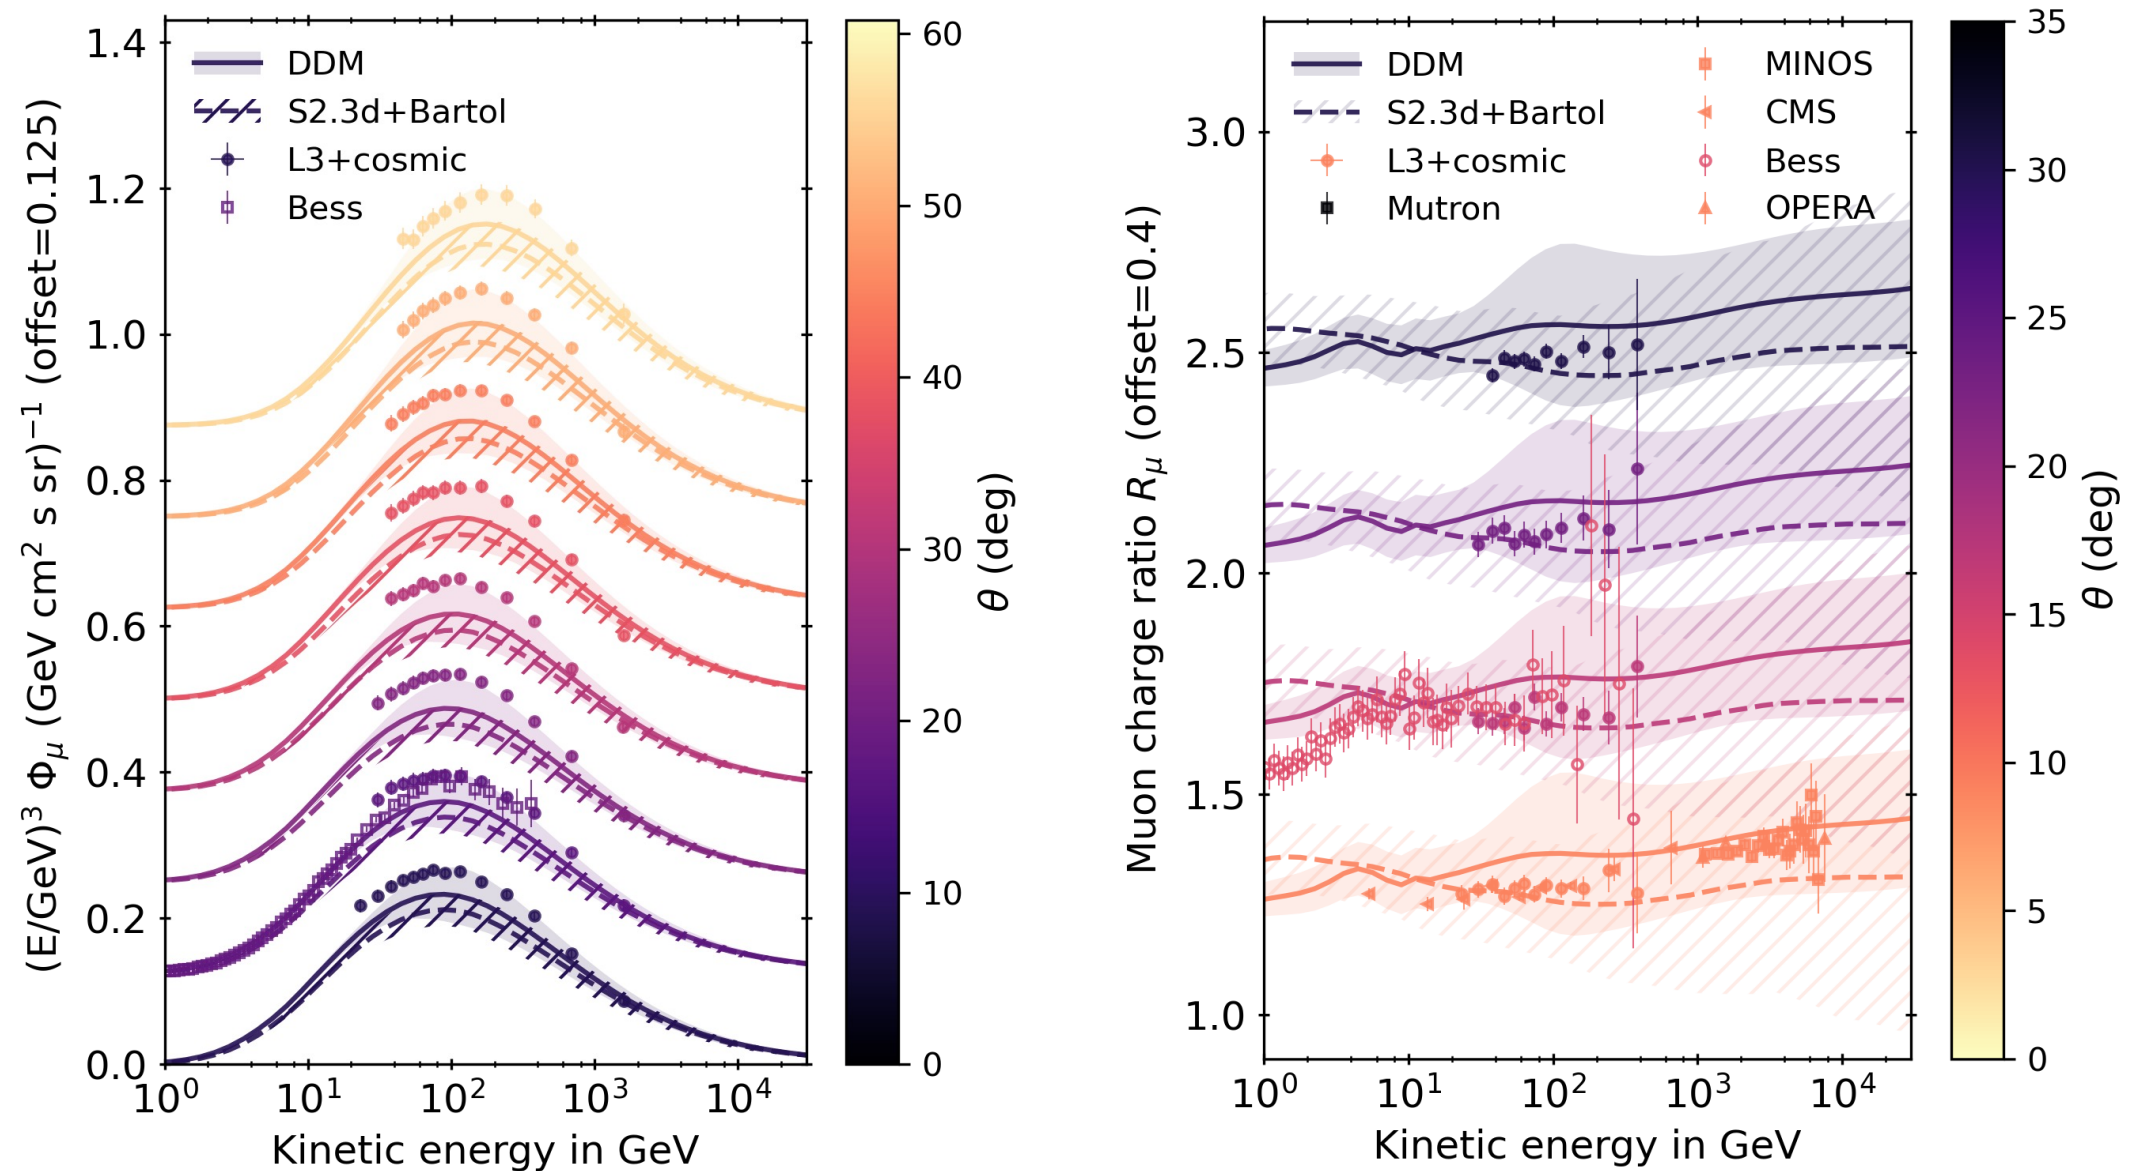 (E/GeV)³ Φμ (GeV cm² s sr)⁻¹ (offset=0.125)
1.4
1.2
1.0
0.8
0.6
0.4
0.2
0.0
DDM
S2.3d+Bartol
L3+cosmic
Bess
10⁰ 10¹ 10² 10³ 10⁴
Kinetic energy in GeV
60
50
40
30
20
10
0
θ (deg)
Muon charge ratio Rμ (offset=0.4)
3.0
2.5
2.0
1.5
1.0
DDM
S2.3d+Bartol
L3+cosmic
Mutron
MINOS
CMS
Bess
OPERA
10⁰ 10¹ 10² 10³ 10⁴
Kinetic energy in GeV
35
30
25
20
15
10
5
0
θ (deg)